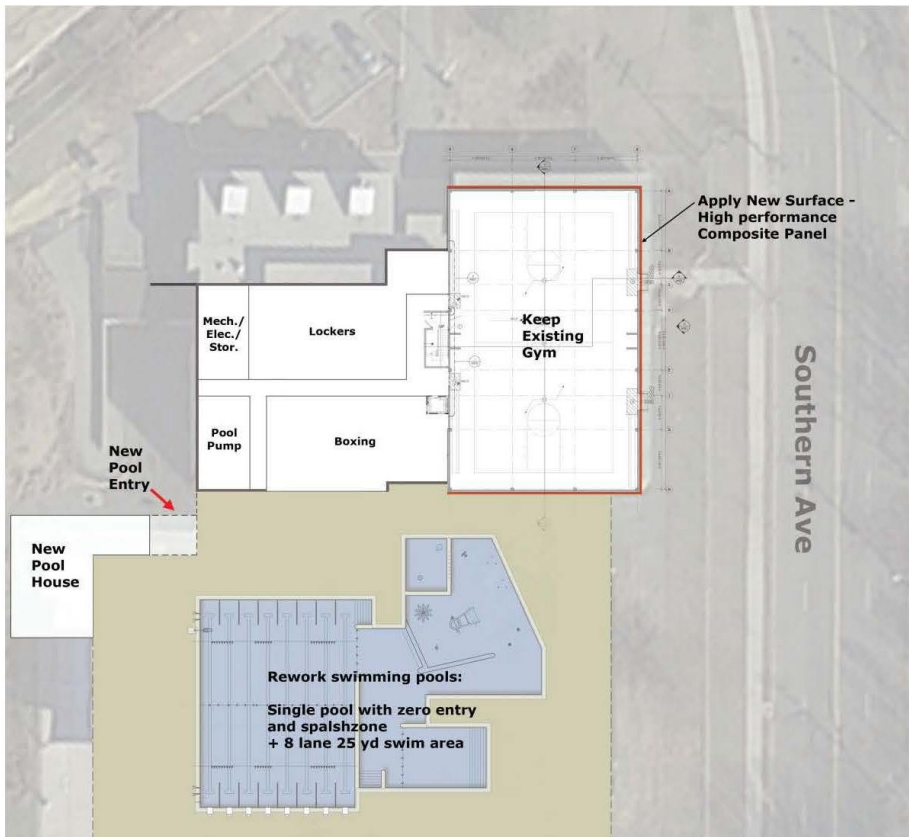 Apply New Surface -
High performance
Composite Panel
Mech./
Elec./
Stor.
Lockers
Keep
Existing
Gym
Southern Ave
Pool
Pump
Boxing
New
Pool
Entry
New
Pool
House
Rework swimming pools:
Single pool with zero entry
and spalshzone
+ 8 lane 25 yd swim area